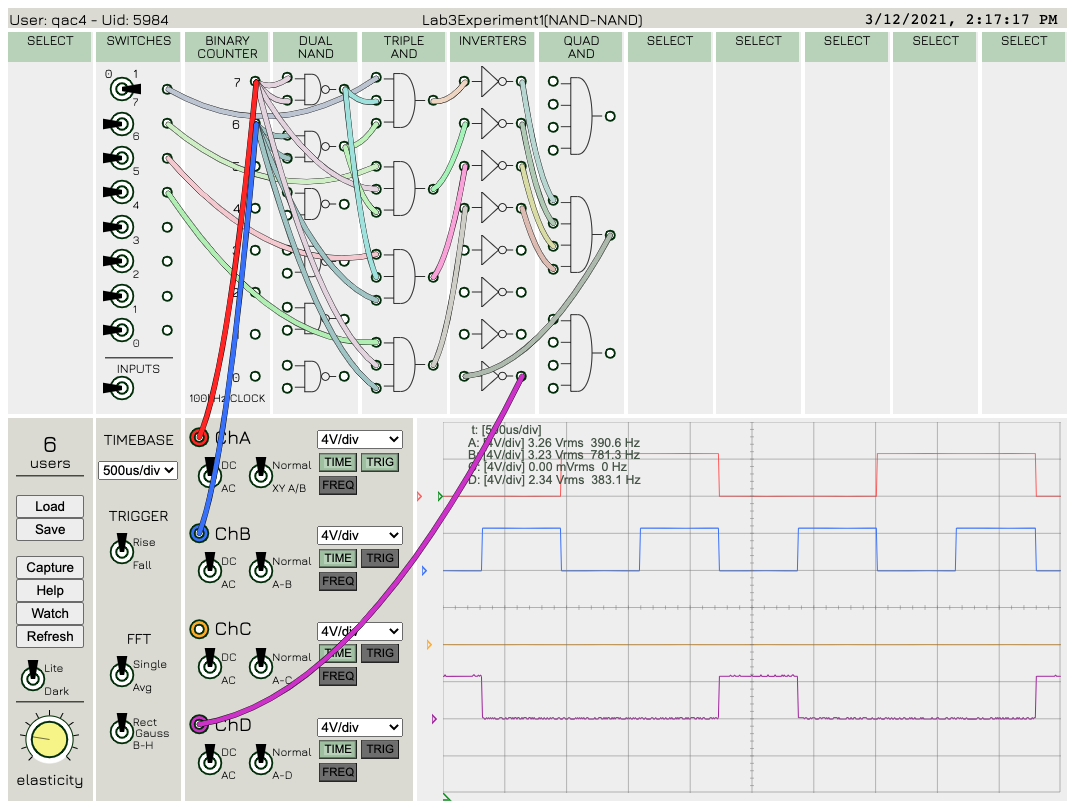 User: qac4 - Uid: 5984
Lab3Experiment1(NAND-NAND)
3/12/2021, 2:17:17 PM
SELECT
SWITCHES
BINARY
COUNTER
DUAL
NAND
TRIPLE
AND
INVERTERS
QUAD
AND
SELECT
SELECT
SELECT
SELECT
SELECT
0 1
7
6
5
4
3
2
1
0
INPUTS
7
6
4
2
0
6
users
Load
Save
Capture
Help
Watch
Refresh
Lite
Dark
elasticity
TIMEBASE
500us/div
TRIGGER
Rise
Fall
FFT
Single
Avg
Rect
Gauss
B-H
ChA
4V/div
DC
AC
Normal
XY A/B
TIME
TRIG
FREQ
ChB
4V/div
DC
AC
Normal
A-B
TIME
TRIG
FREQ
ChC
4V/div
DC
AC
Normal
A-C
TIME
TRIG
FREQ
ChD
4V/div
DC
AC
Normal
A-D
TIME
TRIG
FREQ
t: [500us/div]
A: [4V/div] 3.26 Vrms 390.6 Hz
B: [4V/div] 3.23 Vrms 781.3 Hz
C: [4V/div] 0.00 mVrms 0 Hz
D: [4V/div] 2.34 Vrms 383.1 Hz